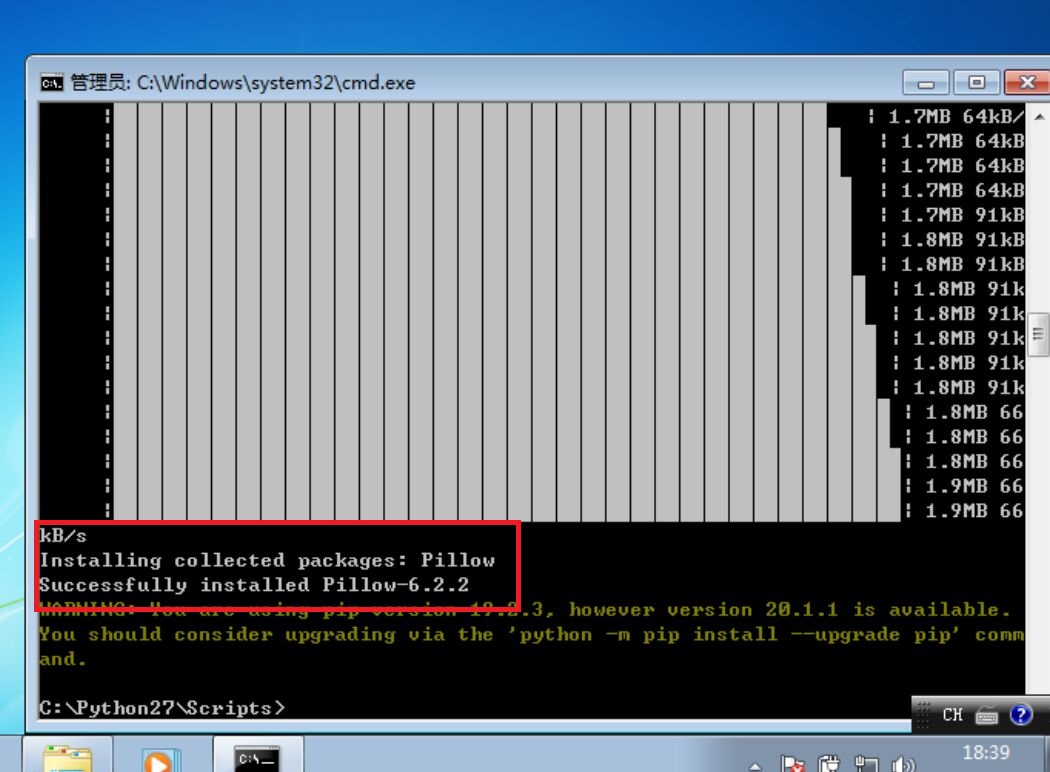 管理员: C:\Windows\system32\cmd.exe
1.7MB 64kB/
1.7MB 64kB
1.7MB 64kB
1.7MB 64kB
1.7MB 91kB
1.8MB 91kB
1.8MB 91kB
1.8MB 91k
1.8MB 91k
1.8MB 91k
1.8MB 91k
1.8MB 91k
1.8MB 66
1.8MB 66
1.8MB 66
1.9MB 66
1.9MB 66
kB/s
Installing collected packages: Pillow
Successfully installed Pillow-6.2.2
WARNING: You are using pip version 19.2.3, however version 20.1.1 is available.
You should consider upgrading via the 'python -m pip install --upgrade pip' comm
and.
C:\Python27\Scripts>
CH
C:\
18:39